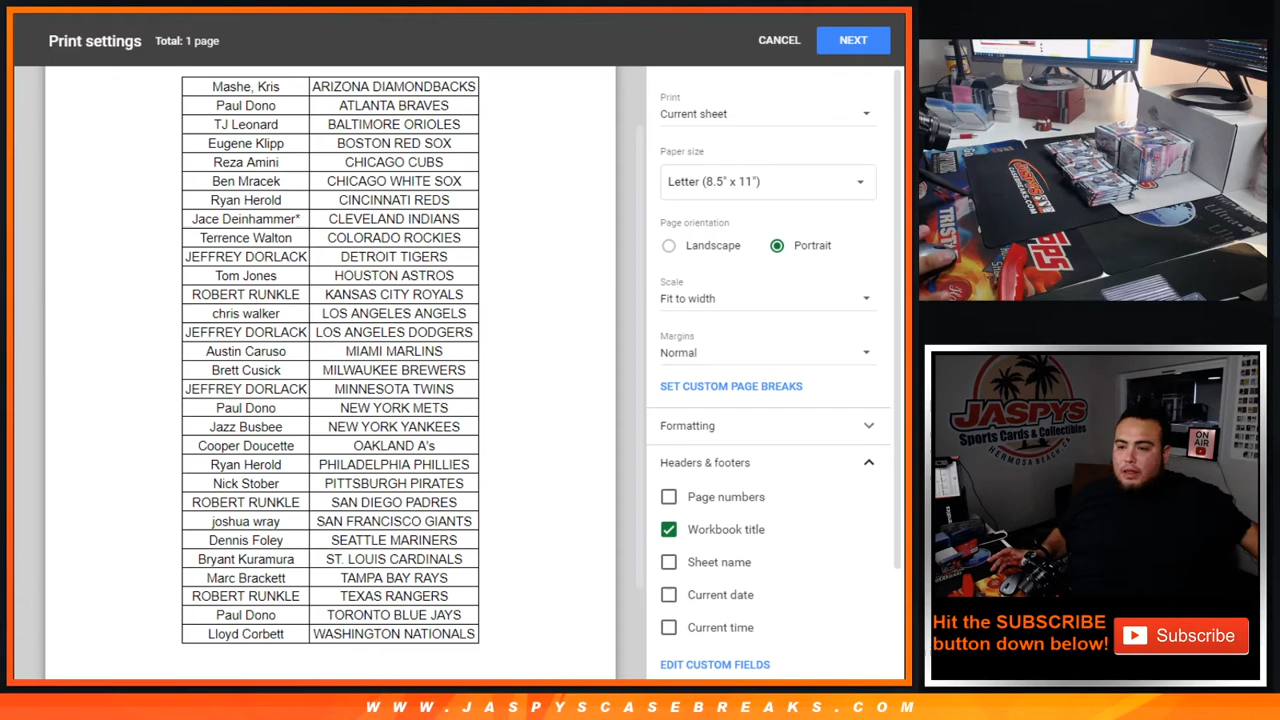 Print settings Total: 1 page CANCEL NEXT
Mashe, Kris ARIZONA DIAMONDBACKS
Paul Dono ATLANTA BRAVES
TJ Leonard BALTIMORE ORIOLES
Eugene Klipp BOSTON RED SOX
Reza Amini CHICAGO CUBS
Ben Mracek CHICAGO WHITE SOX
Ryan Herold CINCINNATI REDS
Jace Deinhammer* CLEVELAND INDIANS
Terrence Walton COLORADO ROCKIES
JEFFREY DORLACK DETROIT TIGERS
Tom Jones HOUSTON ASTROS
ROBERT RUNKLE KANSAS CITY ROYALS
chris walker LOS ANGELES ANGELS
JEFFREY DORLACK LOS ANGELES DODGERS
Austin Caruso MIAMI MARLINS
Brett Cusick MILWAUKEE BREWERS
JEFFREY DORLACK MINNESOTA TWINS
Paul Dono NEW YORK METS
Jazz Busbee NEW YORK YANKEES
Cooper Doucette OAKLAND A's
Ryan Herold PHILADELPHIA PHILLIES
Nick Stober PITTSBURGH PIRATES
ROBERT RUNKLE SAN DIEGO PADRES
joshua wray SAN FRANCISCO GIANTS
Dennis Foley SEATTLE MARINERS
Bryant Kuramura ST. LOUIS CARDINALS
Marc Brackett TAMPA BAY RAYS
ROBERT RUNKLE TEXAS RANGERS
Paul Dono TORONTO BLUE JAYS
Lloyd Corbett WASHINGTON NATIONALS
Print
Current sheet
Paper size
Letter (8.5" x 11")
Page orientation
Landscape Portrait
Scale
Fit to width
Margins
Normal
SET CUSTOM PAGE BREAKS
Formatting
Headers & footers
Page numbers
Workbook title
Sheet name
Current date
Current time
EDIT CUSTOM FIELDS
JASPYS
CASEBREAKS.COM
Topps
JASPYS
Sports Cards & Collectibles
HERMOSA BEACH, CA
ON
AIR
Hit the SUBSCRIBE
button down below!
Subscribe
WWW.JASPYSCASEBREAKS.COM